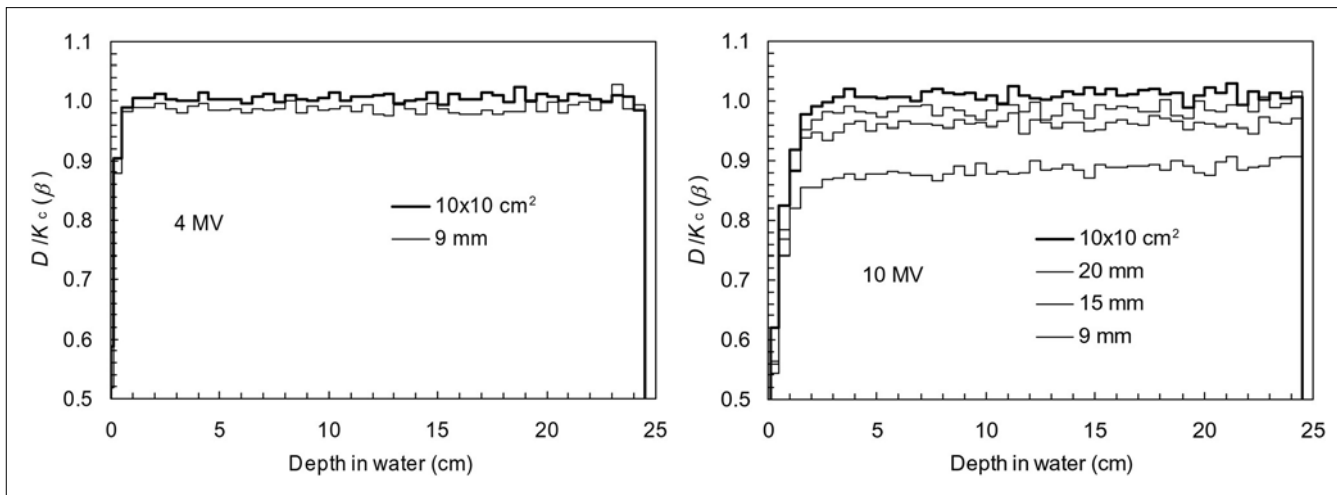 1.1
1.0
0.9
0.8
0.7
0.6
0.5
D/Kc (β)
4 MV
10x10 cm²
9 mm
0 5 10 15 20 25
Depth in water (cm)
1.1
1.0
0.9
0.8
0.7
0.6
0.5
D/Kc (β)
10 MV
10x10 cm²
20 mm
15 mm
9 mm
0 5 10 15 20 25
Depth in water (cm)